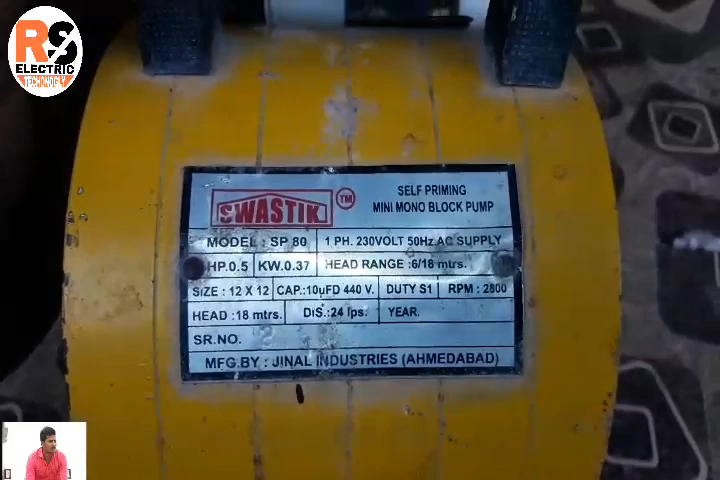 RS
ELECTRIC
TECHONOGLY
SWASTIK TM
SELF PRIMING
MINI MONO BLOCK PUMP
MODEL : SP 80 1 PH. 230VOLT 50Hz.AC SUPPLY
HP.0.5 KW.0.37 HEAD RANGE :6/18 mtrs.
SIZE : 12 X 12 CAP.:10uFD 440 V. DUTY S1 RPM : 2800
HEAD :18 mtrs. DIS.:24 lps. YEAR.
SR.NO.
MFG.BY : JINAL INDUSTRIES (AHMEDABAD)